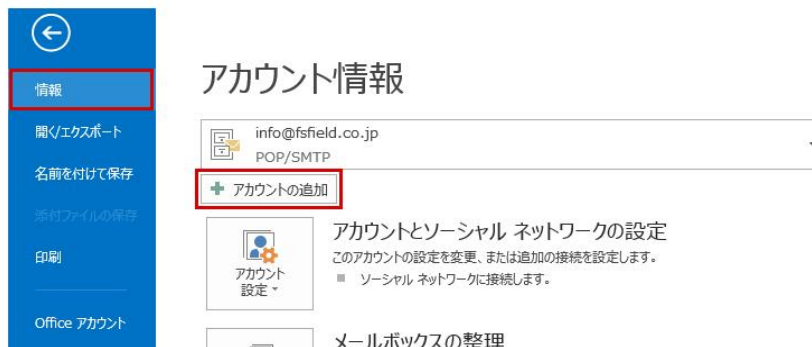 情報
開く/エクスポート
名前を付けて保存
添付ファイルの保存
印刷
Office アカウント
アカウント情報
info@fsfield.co.jp
POP/SMTP
アカウントの追加
アカウント
設定
アカウントとソーシャル ネットワークの設定
このアカウントの設定を変更、または追加の接続を設定します。
ソーシャル ネットワークに接続します。
メールボックスの整理